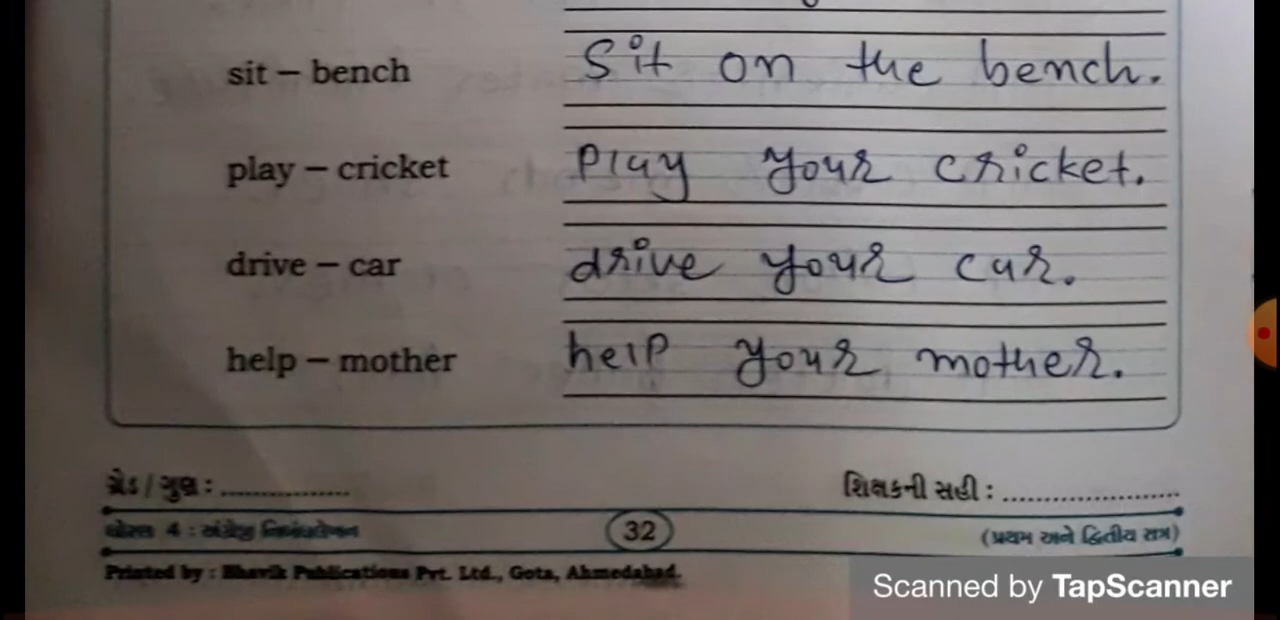 sit – bench Sit on the bench.
play – cricket Play your cricket.
drive – car drive your car.
help – mother help your mother.
ગ્રેડ / ગુણ : ................ શિક્ષકની સહી : ......................
ધોરણ 4 : અંગ્રેજી નિબંધલેખન 32 (પ્રથમ અને દ્વિતીય સત્ર)
Printed by : Bhavik Publications Pvt. Ltd., Gota, Ahmedabad.
Scanned by TapScanner